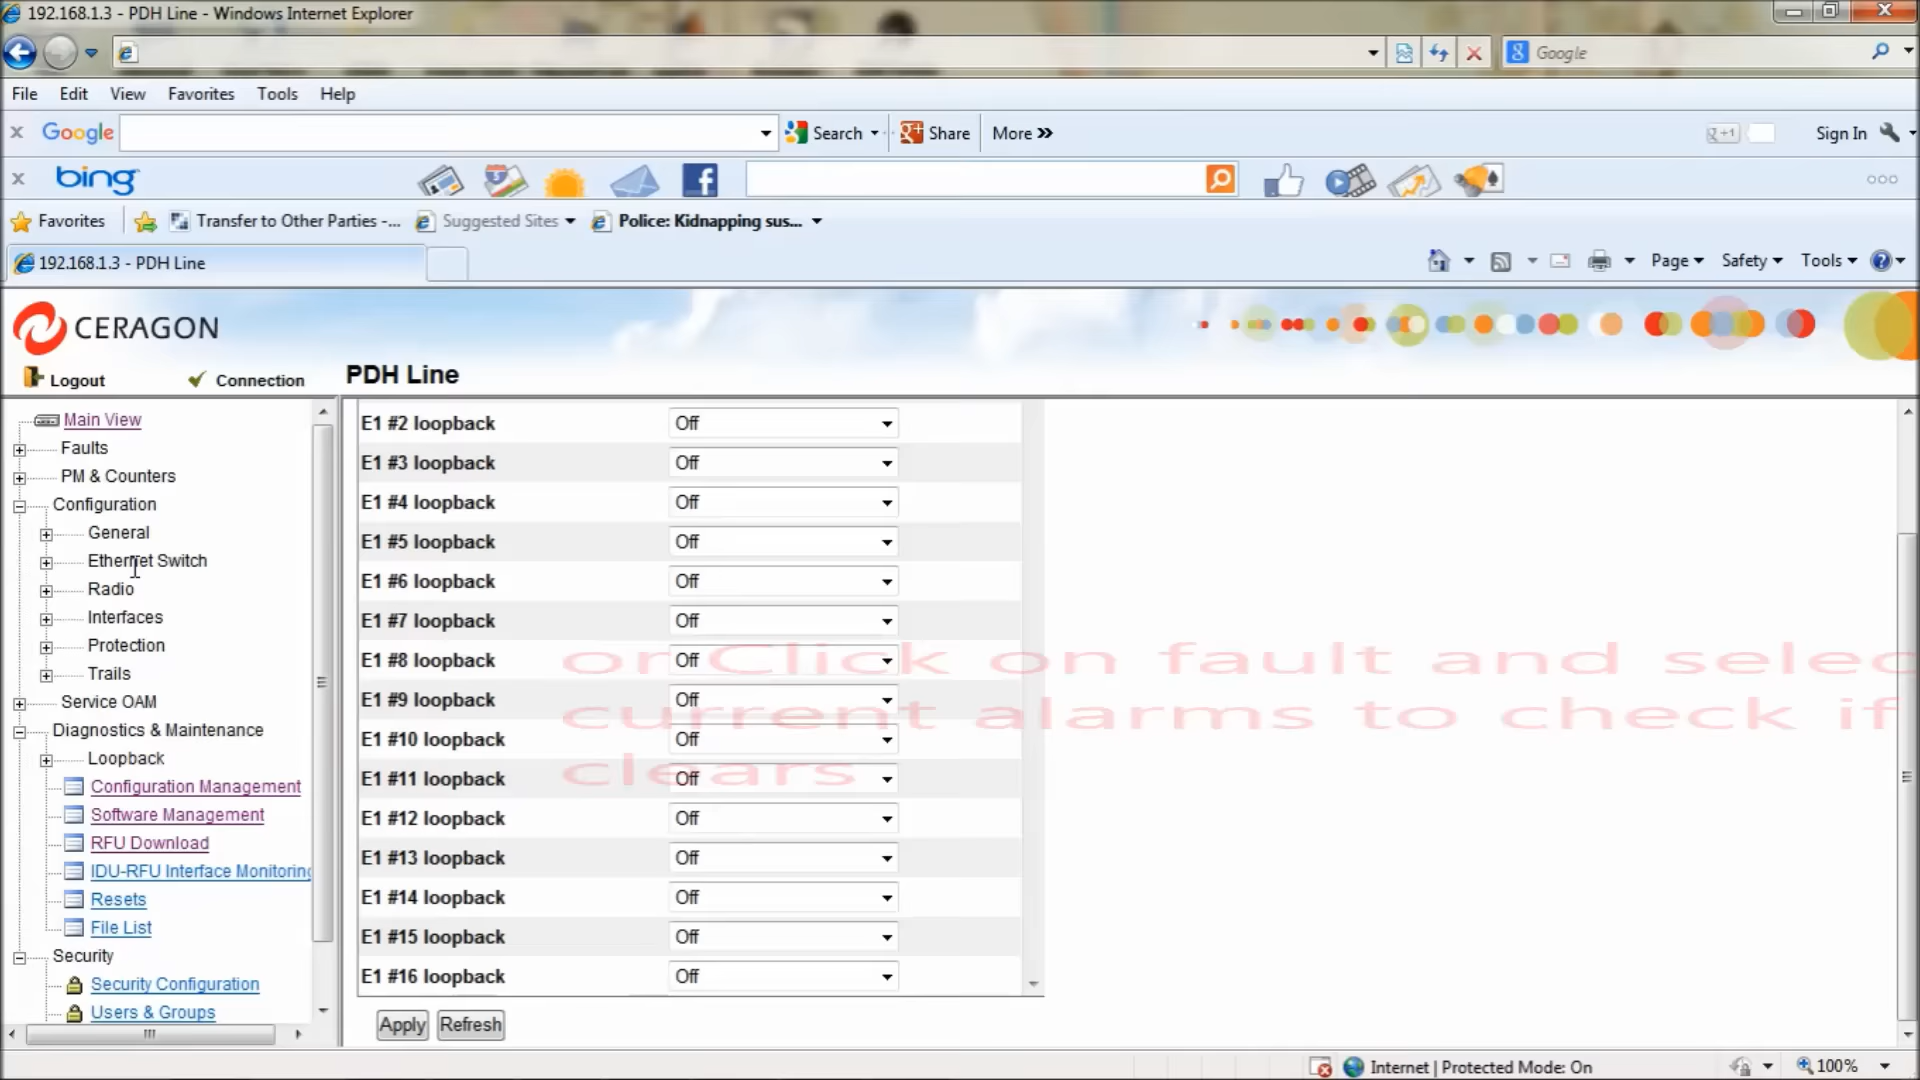 192.168.1.3 - PDH Line - Windows Internet Explorer
Google
File Edit View Favorites Tools Help
x Google Search Share More »
g+1 Sign In
x bing
Favorites Transfer to Other Parties -... Suggested Sites Police: Kidnapping sus...
192.168.1.3 - PDH Line
Page Safety Tools
CERAGON
Logout Connection PDH Line
Main View
Faults
PM & Counters
Configuration
General
Ethernet Switch
Radio
Interfaces
Protection
Trails
Service OAM
Diagnostics & Maintenance
Loopback
Configuration Management
Software Management
RFU Download
IDU-RFU Interface Monitoring
Resets
File List
Security
Security Configuration
Users & Groups
E1 #2 loopback Off
E1 #3 loopback Off
E1 #4 loopback Off
E1 #5 loopback Off
E1 #6 loopback Off
E1 #7 loopback Off
E1 #8 loopback Off
E1 #9 loopback Off
E1 #10 loopback Off
E1 #11 loopback Off
E1 #12 loopback Off
E1 #13 loopback Off
E1 #14 loopback Off
E1 #15 loopback Off
E1 #16 loopback Off
or Click on fault and selec
current alarms to check if
clears
Apply Refresh
Internet | Protected Mode: On
100%